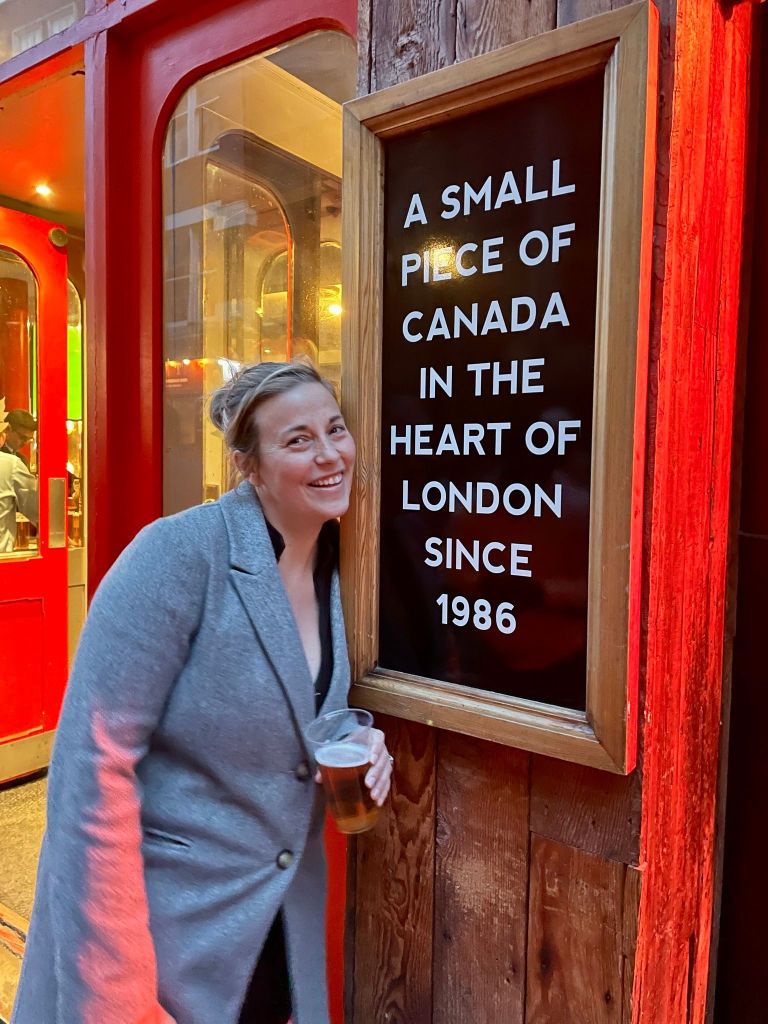 A SMALL
PIECE OF
CANADA
IN THE
HEART OF
LONDON
SINCE
1986